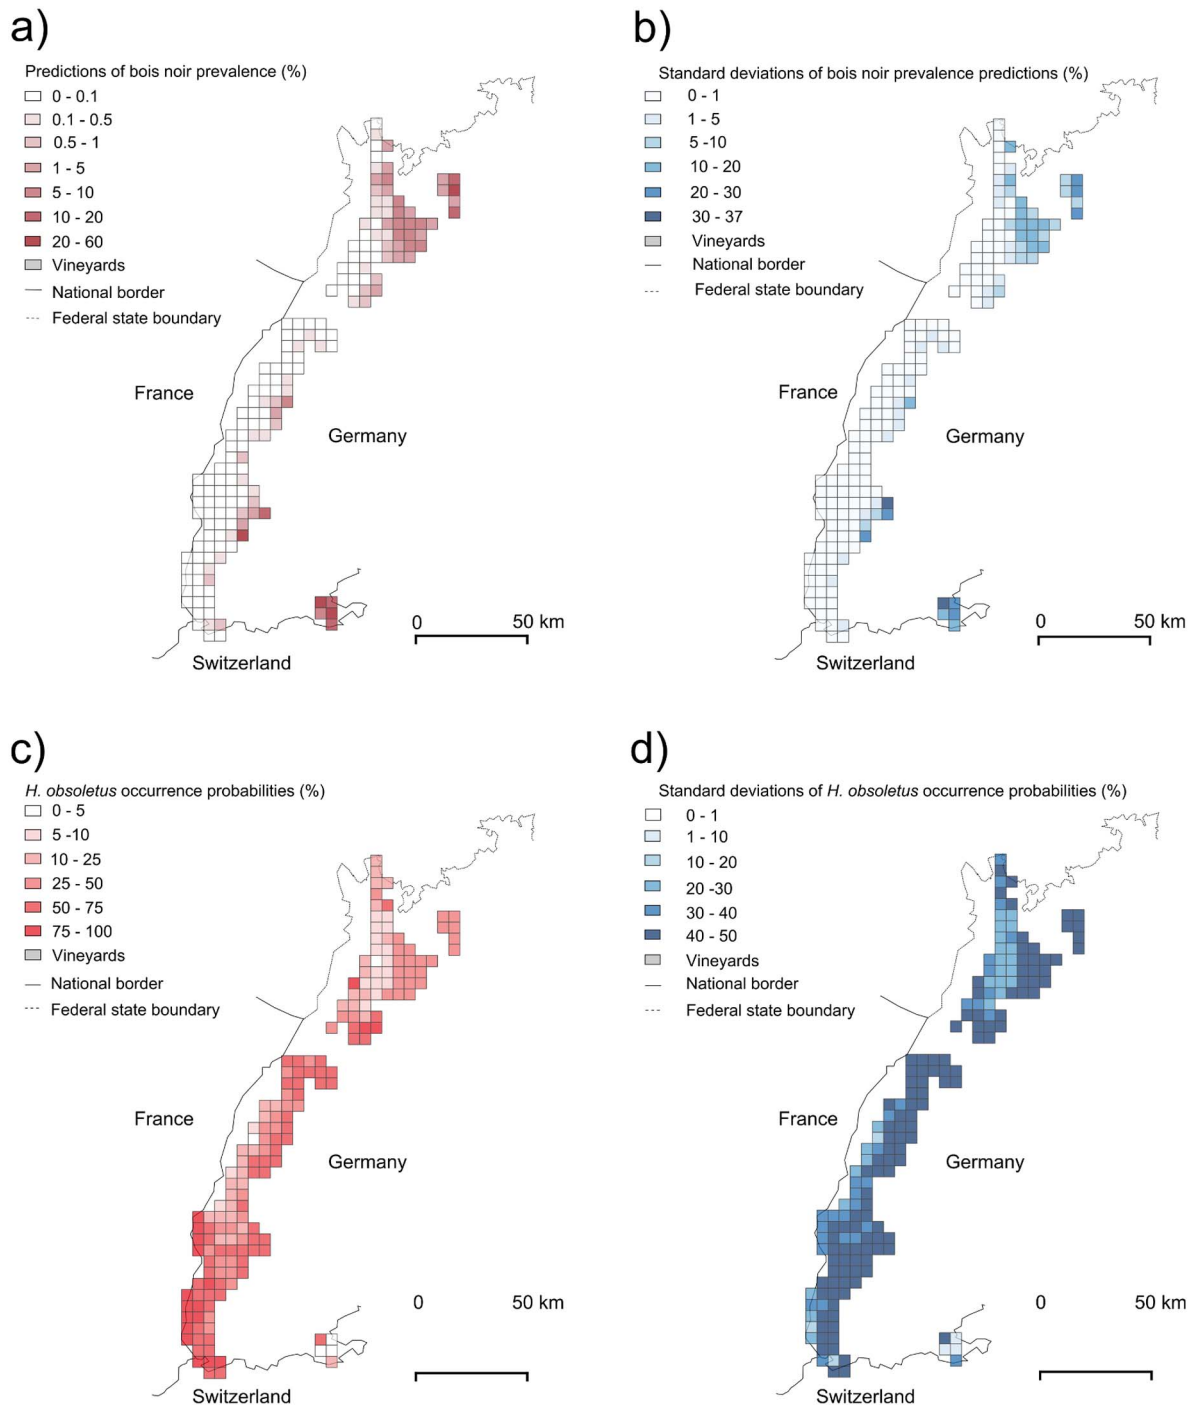 a)
Predictions of bois noir prevalence (%)
0 - 0.1
0.1 - 0.5
0.5 - 1
1 - 5
5 - 10
10 - 20
20 - 60
Vineyards
National border
Federal state boundary
France
Germany
Switzerland
0 50 km
b)
Standard deviations of bois noir prevalence predictions (%)
0 - 1
1 - 5
5 -10
10 - 20
20 - 30
30 - 37
Vineyards
National border
Federal state boundary
France
Germany
Switzerland
0 50 km
c)
H. obsoletus occurrence probabilities (%)
0 - 5
5 -10
10 - 25
25 - 50
50 - 75
75 - 100
Vineyards
National border
Federal state boundary
France
Germany
Switzerland
0 50 km
d)
Standard deviations of H. obsoletus occurrence probabilities (%)
0 - 1
1 - 10
10 - 20
20 -30
30 - 40
40 - 50
Vineyards
National border
Federal state boundary
France
Germany
Switzerland
0 50 km